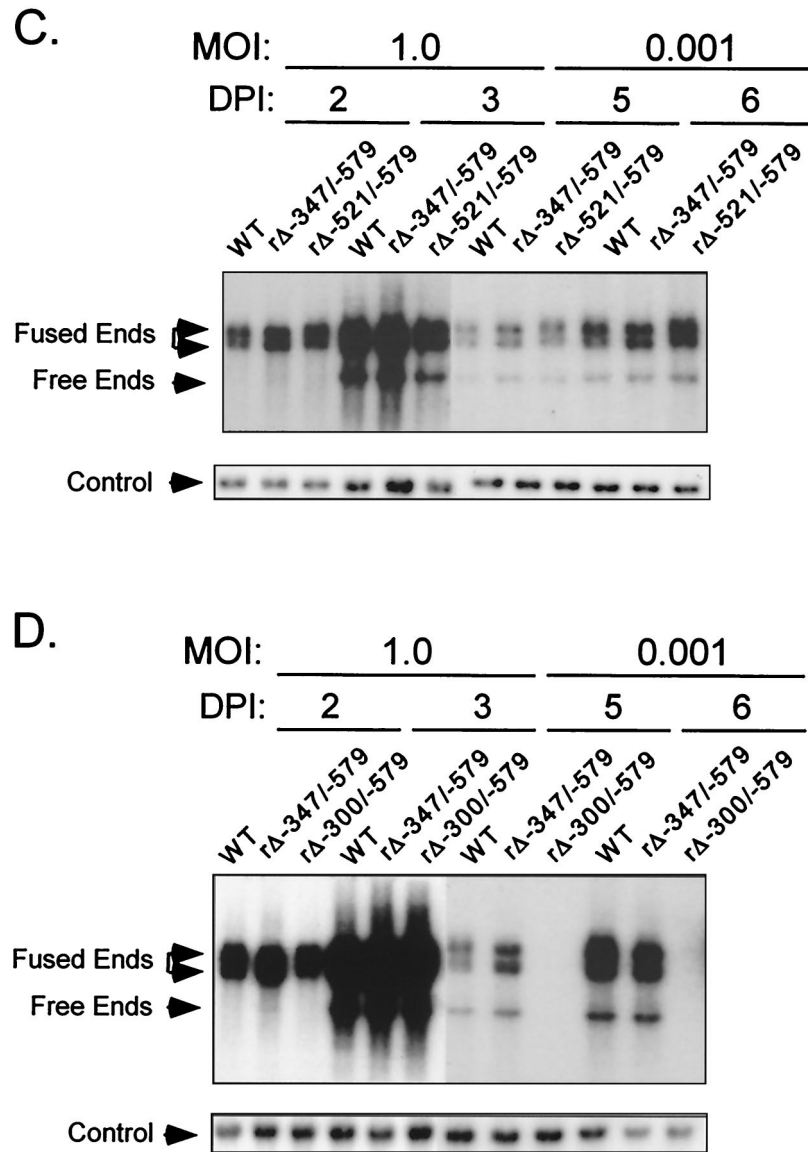 C.
MOI: 1.0 0.001
DPI: 2 3 5 6
WT rΔ-347/-579 rΔ-521/-579 WT rΔ-347/-579 rΔ-521/-579 WT rΔ-347/-579 rΔ-521/-579 WT rΔ-347/-579 rΔ-521/-579
Fused Ends
Free Ends
Control
D.
MOI: 1.0 0.001
DPI: 2 3 5 6
WT rΔ-347/-579 rΔ-300/-579 WT rΔ-347/-579 rΔ-300/-579 WT rΔ-347/-579 rΔ-300/-579 WT rΔ-347/-579 rΔ-300/-579
Fused Ends
Free Ends
Control